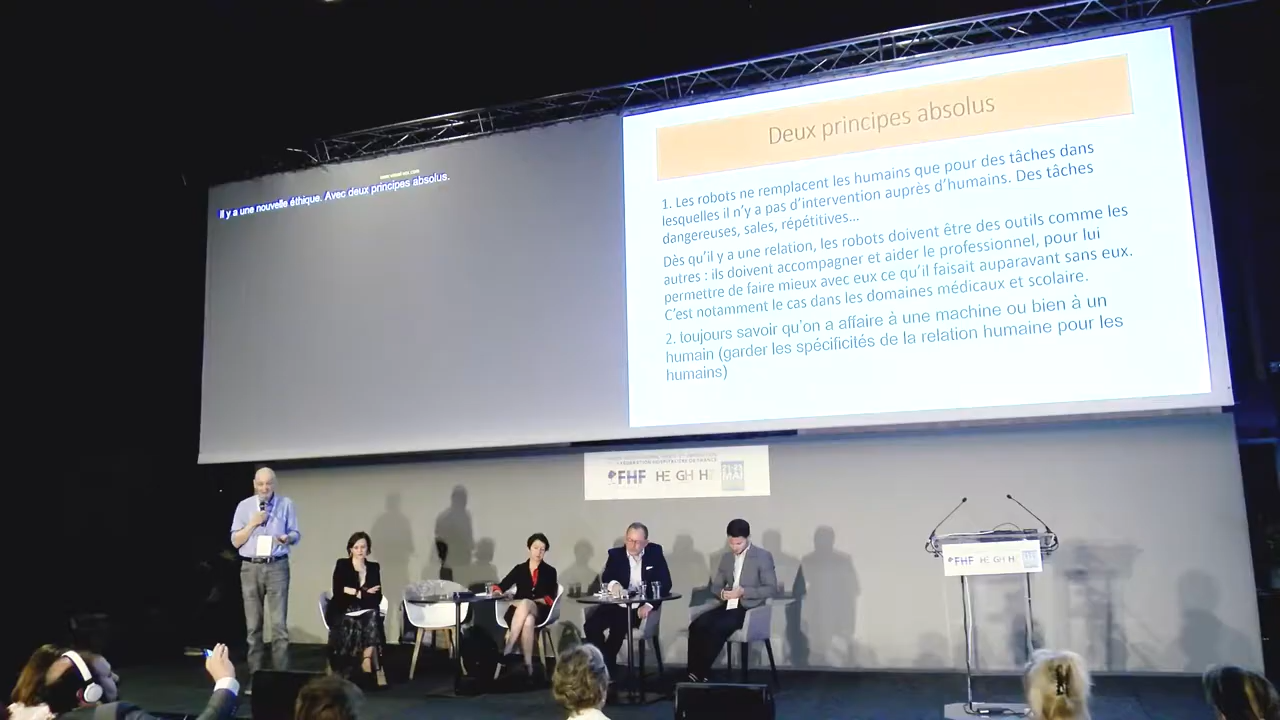 Il y a une nouvelle éthique. Avec deux principes absolus.
Deux principes absolus
1. Les robots ne remplacent les humains que pour des tâches dans
lesquelles il n’y a pas d’intervention auprès d’humains. Des tâches
dangereuses, sales, répétitives...
Dès qu’il y a une relation, les robots doivent être des outils comme les
autres : ils doivent accompagner et aider le professionnel, pour lui
permettre de faire mieux avec eux ce qu’il faisait auparavant sans eux.
C’est notamment le cas dans les domaines médicaux et scolaire.
2. toujours savoir qu’on a affaire à une machine ou bien à un
humain (garder les spécificités de la relation humaine pour les
humains)
FHF
FHF